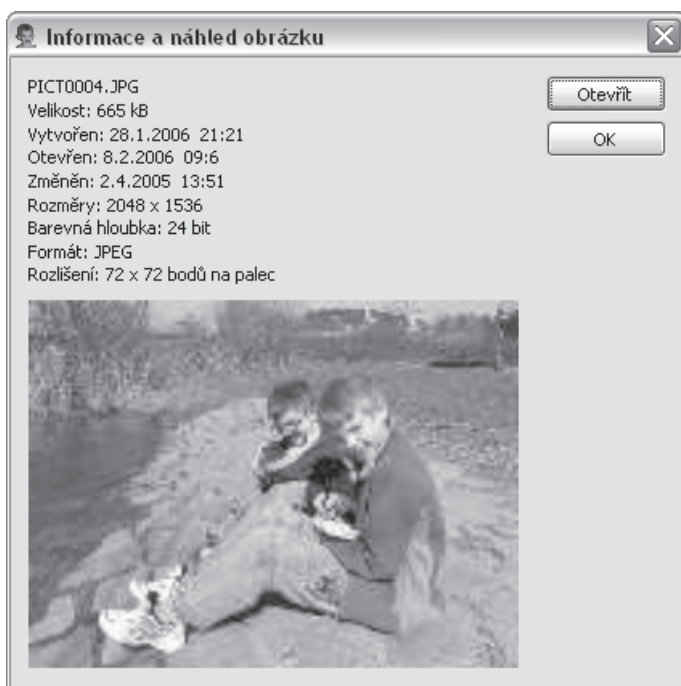 Informace a náhled obrázku
PICT0004.JPG
Velikost: 665 kB
Vytvořen: 28.1.2006 21:21
Otevřen: 8.2.2006 09:6
Změněn: 2.4.2005 13:51
Rozměry: 2048 x 1536
Barevná hloubka: 24 bit
Formát: JPEG
Rozlišení: 72 x 72 bodů na palec
Otevřít
OK